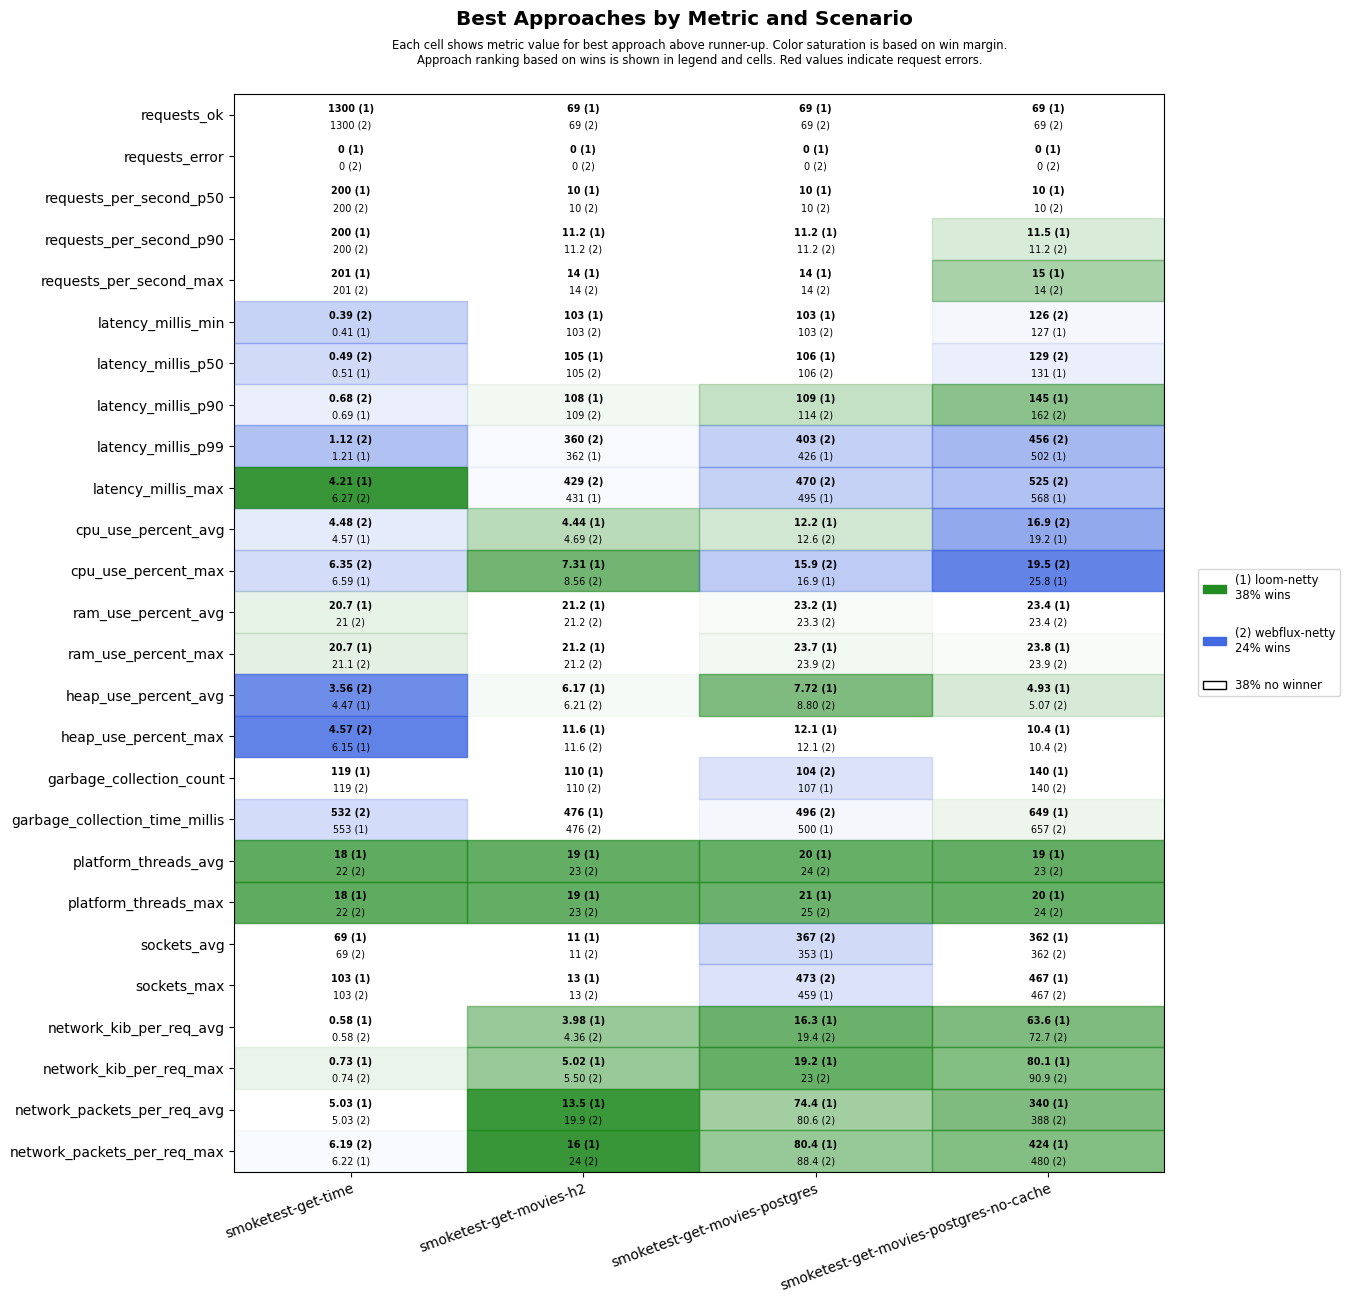 Best Approaches by Metric and Scenario
Each cell shows metric value for best approach above runner-up. Color saturation is based on win margin.
Approach ranking based on wins is shown in legend and cells. Red values indicate request errors.
requests_ok
1300 (1) 69 (1) 69 (1) 69 (1)
1300 (2) 69 (2) 69 (2) 69 (2)
requests_error
0 (1) 0 (1) 0 (1) 0 (1)
0 (2) 0 (2) 0 (2) 0 (2)
requests_per_second_p50
200 (1) 10 (1) 10 (1) 10 (1)
200 (2) 10 (2) 10 (2) 10 (2)
requests_per_second_p90
200 (1) 11.2 (1) 11.2 (1) 11.5 (1)
200 (2) 11.2 (2) 11.2 (2) 11.2 (2)
requests_per_second_max
201 (1) 14 (1) 14 (1) 15 (1)
201 (2) 14 (2) 14 (2) 14 (2)
latency_millis_min
0.39 (2) 103 (1) 103 (1) 126 (2)
0.41 (1) 103 (2) 103 (2) 127 (1)
latency_millis_p50
0.49 (2) 105 (1) 106 (1) 129 (2)
0.51 (1) 105 (2) 106 (2) 131 (1)
latency_millis_p90
0.68 (2) 108 (1) 109 (1) 145 (1)
0.69 (1) 109 (2) 114 (2) 162 (2)
latency_millis_p99
1.12 (2) 360 (2) 403 (2) 456 (2)
1.21 (1) 362 (1) 426 (1) 502 (1)
latency_millis_max
4.21 (1) 429 (2) 470 (2) 525 (2)
6.27 (2) 431 (1) 495 (1) 568 (1)
cpu_use_percent_avg
4.48 (2) 4.44 (1) 12.2 (1) 16.9 (2)
4.57 (1) 4.69 (2) 12.6 (2) 19.2 (1)
cpu_use_percent_max
6.35 (2) 7.31 (1) 15.9 (2) 19.5 (2)
6.59 (1) 8.56 (2) 16.9 (1) 25.8 (1)
ram_use_percent_avg
20.7 (1) 21.2 (1) 23.2 (1) 23.4 (1)
21 (2) 21.2 (2) 23.3 (2) 23.4 (2)
ram_use_percent_max
20.7 (1) 21.2 (1) 23.7 (1) 23.8 (1)
21.1 (2) 21.2 (2) 23.9 (2) 23.9 (2)
heap_use_percent_avg
3.56 (2) 6.17 (1) 7.72 (1) 4.93 (1)
4.47 (1) 6.21 (2) 8.80 (2) 5.07 (2)
heap_use_percent_max
4.57 (2) 11.6 (1) 12.1 (1) 10.4 (1)
6.15 (1) 11.6 (2) 12.1 (2) 10.4 (2)
garbage_collection_count
119 (1) 110 (1) 104 (2) 140 (1)
119 (2) 110 (2) 107 (1) 140 (2)
garbage_collection_time_millis
532 (2) 476 (1) 496 (2) 649 (1)
553 (1) 476 (2) 500 (1) 657 (2)
platform_threads_avg
18 (1) 19 (1) 20 (1) 19 (1)
22 (2) 23 (2) 24 (2) 23 (2)
platform_threads_max
18 (1) 19 (1) 21 (1) 20 (1)
22 (2) 23 (2) 25 (2) 24 (2)
sockets_avg
69 (1) 11 (1) 367 (2) 362 (1)
69 (2) 11 (2) 353 (1) 362 (2)
sockets_max
103 (1) 13 (1) 473 (2) 467 (1)
103 (2) 13 (2) 459 (1) 467 (2)
network_kib_per_req_avg
0.58 (1) 3.98 (1) 16.3 (1) 63.6 (1)
0.58 (2) 4.36 (2) 19.4 (2) 72.7 (2)
network_kib_per_req_max
0.73 (1) 5.02 (1) 19.2 (1) 80.1 (1)
0.74 (2) 5.50 (2) 23 (2) 90.9 (2)
network_packets_per_req_avg
5.03 (1) 13.5 (1) 74.4 (1) 340 (1)
5.03 (2) 19.9 (2) 80.6 (2) 388 (2)
network_packets_per_req_max
6.19 (2) 16 (1) 80.4 (1) 424 (1)
6.22 (1) 24 (2) 88.4 (2) 480 (2)
smoketest-get-time
smoketest-get-movies-h2
smoketest-get-movies-postgres
smoketest-get-movies-postgres-no-cache
(1) loom-netty
38% wins
(2) webflux-netty
24% wins
38% no winner